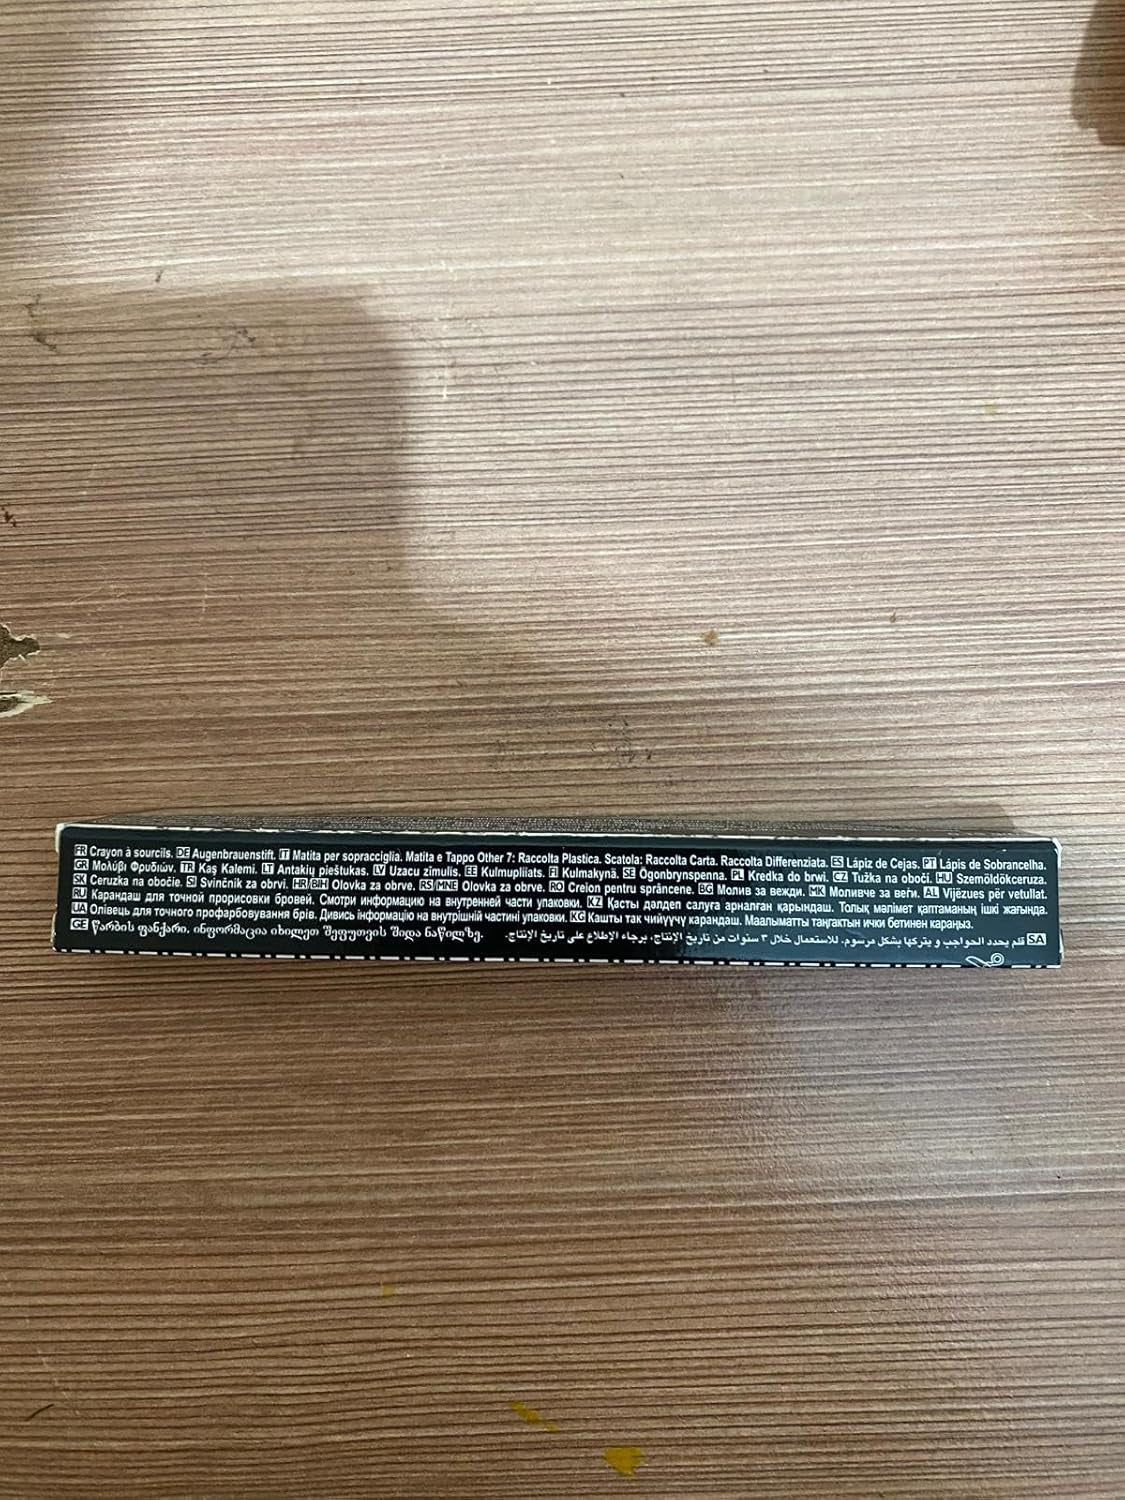 FR Crayon à sourcils. DE Augenbrauenstift. IT Matita per sopracciglia. Matita e Tappo Other 7: Raccolta Plastica. Scatola: Raccolta Carta. Raccolta Differenziata. ES Lápiz de Cejas. PT Lápis de Sobrancelha.
GR Μολύβι Φρυδιών. TR Kaş Kalemi. LT Antakių pieštukas. LV Uzacu zīmulis. EE Kulmupliiats. FI Kulmakynä. SE Ögonbrynspenna. PL Kredka do brwi. CZ Tužka na obočí. HU Szemöldökceruza.
SK Ceruzka na obočie. SI Svinčnik za obrvi. HR/BIH Olovka za obrve. RS/MNE Olovka za obrve. RO Creion pentru sprâncene. BG Молив за вежди. MK Моливче за веѓи. AL Vijëzues për vetullat.
RU Карандаш для точной прорисовки бровей. Смотри информацию на внутренней части упаковки. KZ Қасты дәлдеп салуға арналған қарындаш. Толық мәлімет қаптаманың ішкі жағында.
UA Олівець для точного профарбовування брів. Дивись інформацію на внутрішній частині упаковки. KG Кашты так чийүүчү карандаш. Маалыматты таңгактын ички бетинен караңыз.
GE წარბის ფანქარი, ინფორმაცია იხილეთ შეფუთვის შიდა ნაწილზე. SA قلم يحدد الحواجب و يتركها بشكل مرسوم. للاستعمال خلال ٣ سنوات من تاريخ الإنتاج، برجاء الإطلاع على تاريخ الإنتاج.